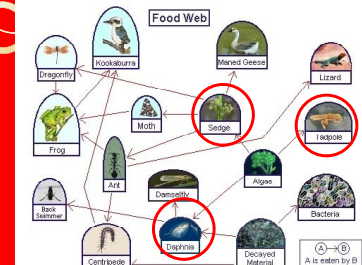 Food Web
Kookaburra
Maned Geese
Dragonfly
Lizard
Moth
Sedge
Tadpole
Frog
Ant
Algae
Damselfly
Back
Swimmer
Bacteria
Daphnia
Centripede
Decayed
Material
A → B
A is eaten by B